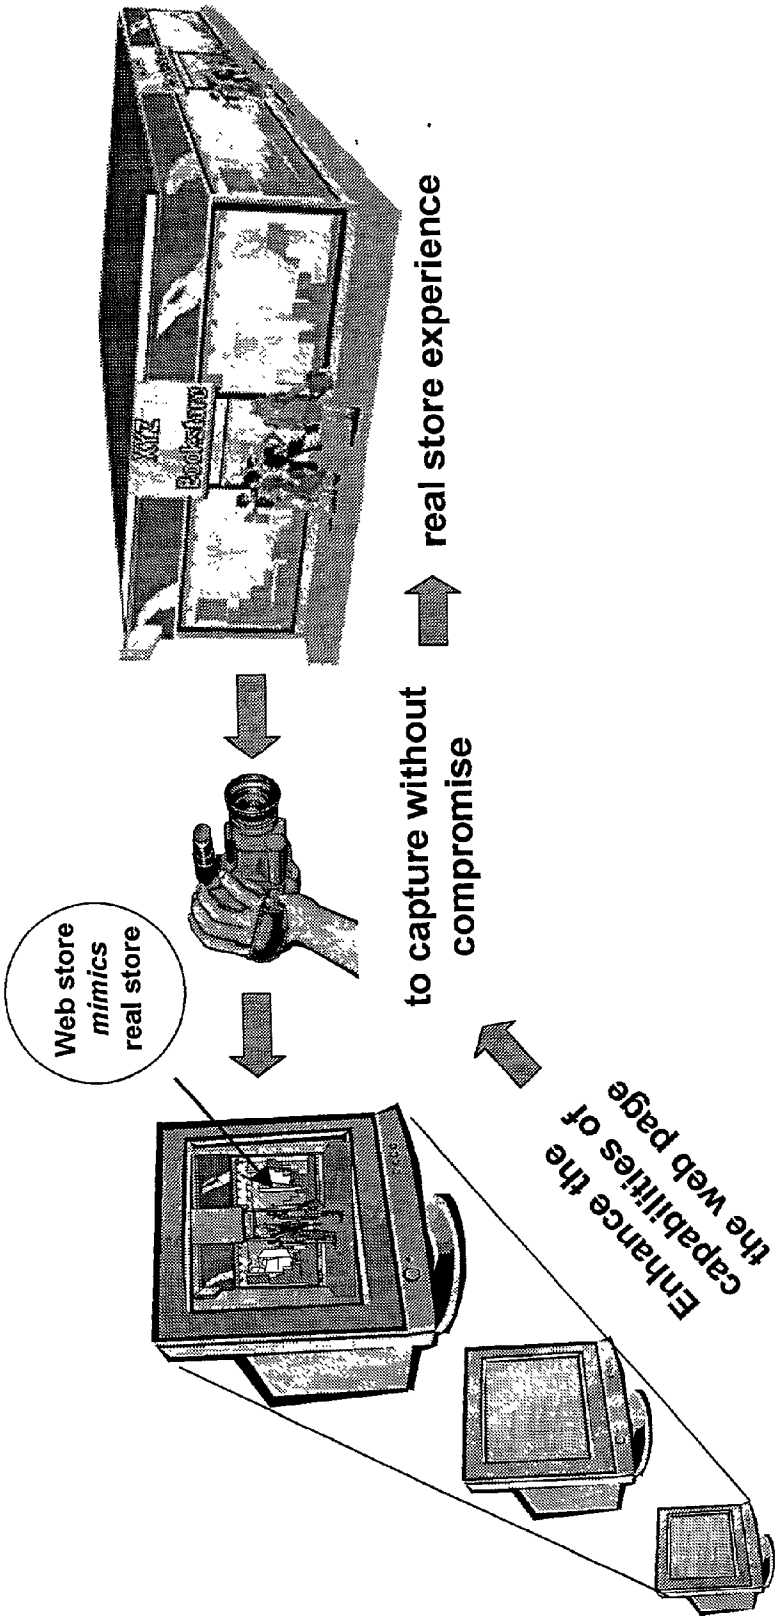 Web store
mimics
real store
XYZ
Bookstore
Enhance the
capabilities of
the web page
to capture without
compromise
real store experience